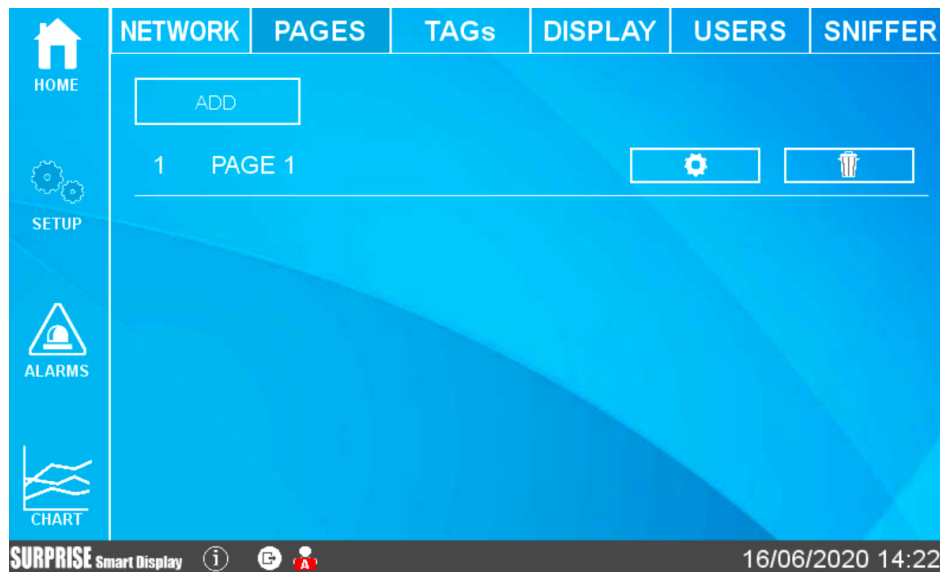 NETWORK PAGES TAGs DISPLAY USERS SNIFFER
HOME
ADD
1 PAGE 1
SETUP
ALARMS
CHART
SURPRISE Smart Display i A 16/06/2020 14:22